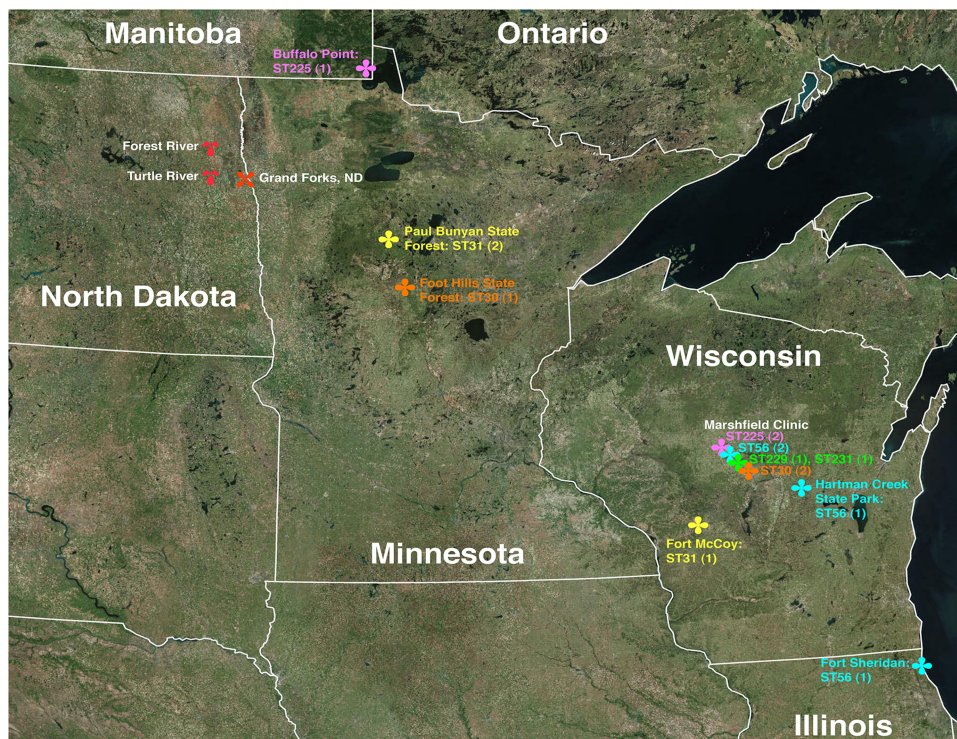 Manitoba
Ontario
Buffalo Point:
ST225 (1)
Forest River
Turtle River
Grand Forks, ND
Paul Bunyan State
Forest: ST31 (2)
Foot Hills State
Forest: ST30 (1)
North Dakota
Wisconsin
Marshfield Clinic
ST225 (2)
ST56 (2)
ST229 (1), ST231 (1)
ST30 (2)
Hartman Creek
State Park:
ST56 (1)
Fort McCoy:
ST31 (1)
Minnesota
Fort Sheridan:
ST56 (1)
Illinois